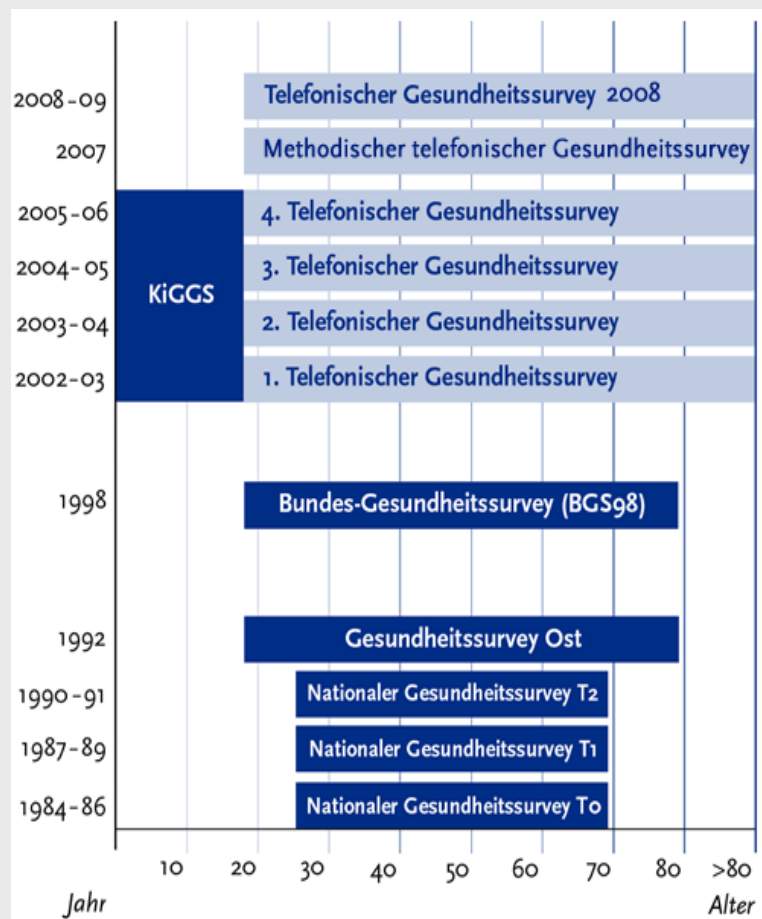 2008-09 Telefonischer Gesundheitssurvey 2008
2007 Methodischer telefonischer Gesundheitssurvey
2005-06 4. Telefonischer Gesundheitssurvey
2004-05 3. Telefonischer Gesundheitssurvey
KiGGS
2003-04 2. Telefonischer Gesundheitssurvey
2002-03 1. Telefonischer Gesundheitssurvey
1998 Bundes-Gesundheitssurvey (BGS98)
1992 Gesundheitssurvey Ost
1990-91 Nationaler Gesundheitssurvey T2
1987-89 Nationaler Gesundheitssurvey T1
1984-86 Nationaler Gesundheitssurvey T0
10 20 30 40 50 60 70 80 >80
Jahr Alter